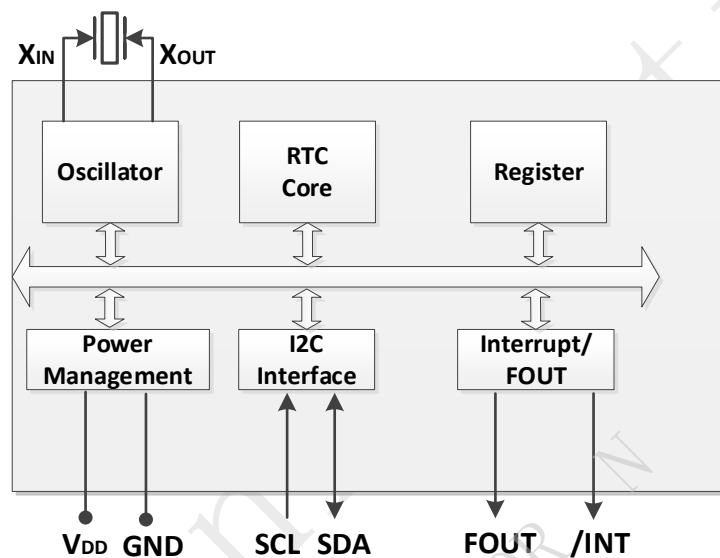 XIN XOUT
Oscillator
RTC
Core
Register
Power
Management
I2C
Interface
Interrupt/
FOUT
VDD GND SCL SDA FOUT /INT